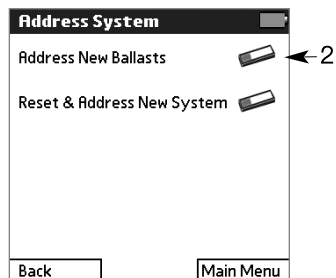 Address System
Address New Ballasts
2
Reset & Address New System
Back
Main Menu